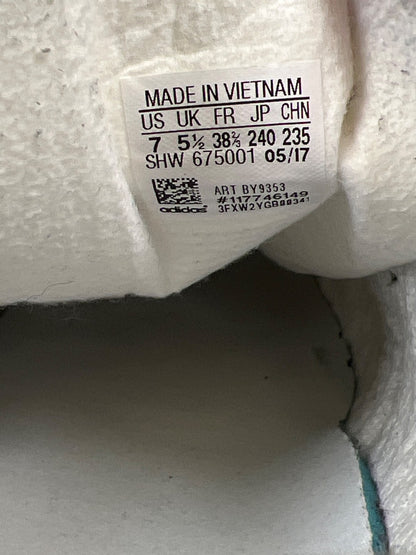 MADE IN VIETNAM
US UK FR JP CHN
7 5½ 38⅔ 240 235
SHW 675001 05/17
ART BY9353
#117746149
adidas 3FXW2YGB00341